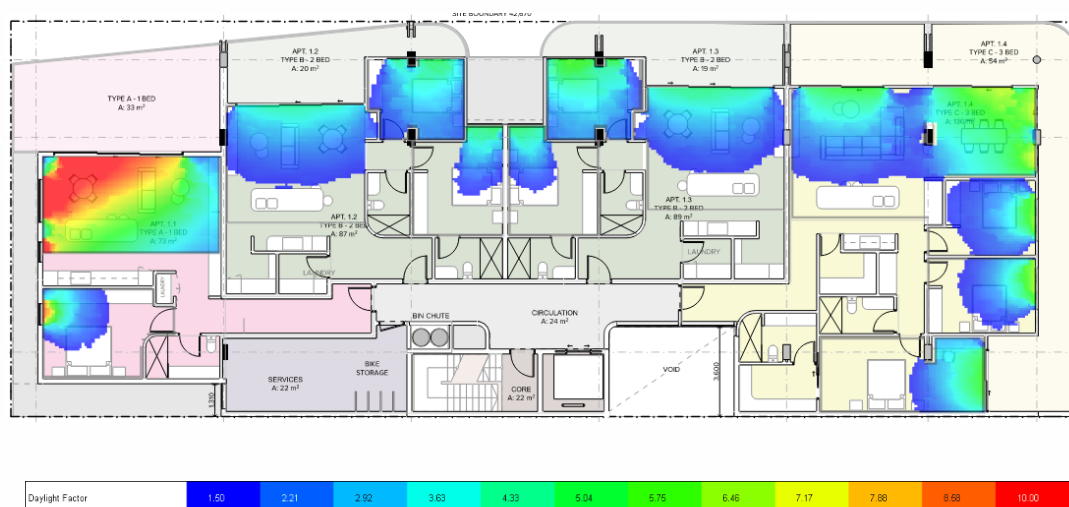 SITE BOUNDARY 42,670
APT. 1.2
TYPE B - 2 BED
A: 20 m²
APT. 1.3
TYPE B - 2 BED
A: 19 m²
APT. 1.4
TYPE C - 3 BED
A: 54 m²
TYPE A - 1 BED
A: 33 m²
APT. 1.4
TYPE C - 3 BED
APT. 1.1
TYPE A - 1 BED
A: 73 m²
APT. 1.2
TYPE B - 2 BED
A: 87 m²
APT. 1.3
TYPE B - 2 BED
A: 89 m²
LAUNDRY
LAUNDRY
LAUNDRY
BIN CHUTE
CIRCULATION
A: 24 m²
BIKE
STORAGE
SERVICES
A: 22 m²
CORE
A: 22 m²
VOID
3,600
1,310
Daylight Factor 1.50 2.21 2.92 3.63 4.33 5.04 5.75 6.46 7.17 7.88 8.58 10.00